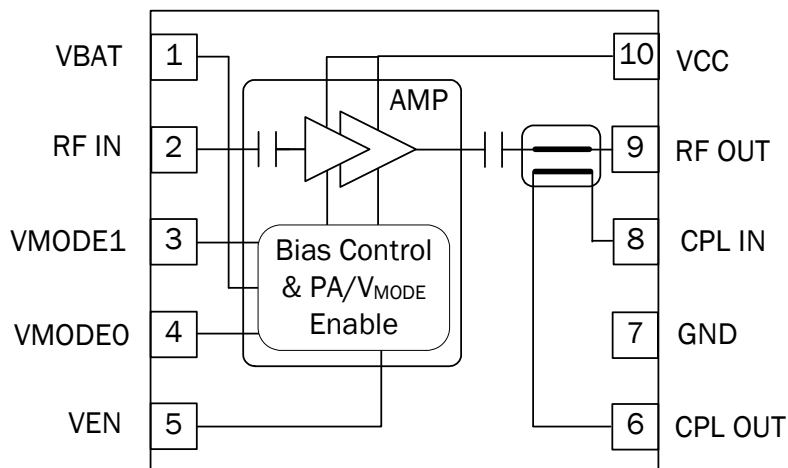 VBAT 1
10 VCC
AMP
RF IN 2
9 RF OUT
VMODE1 3
8 CPL IN
Bias Control
& PA/VMODE
Enable
VMODE0 4
7 GND
VEN 5
6 CPL OUT